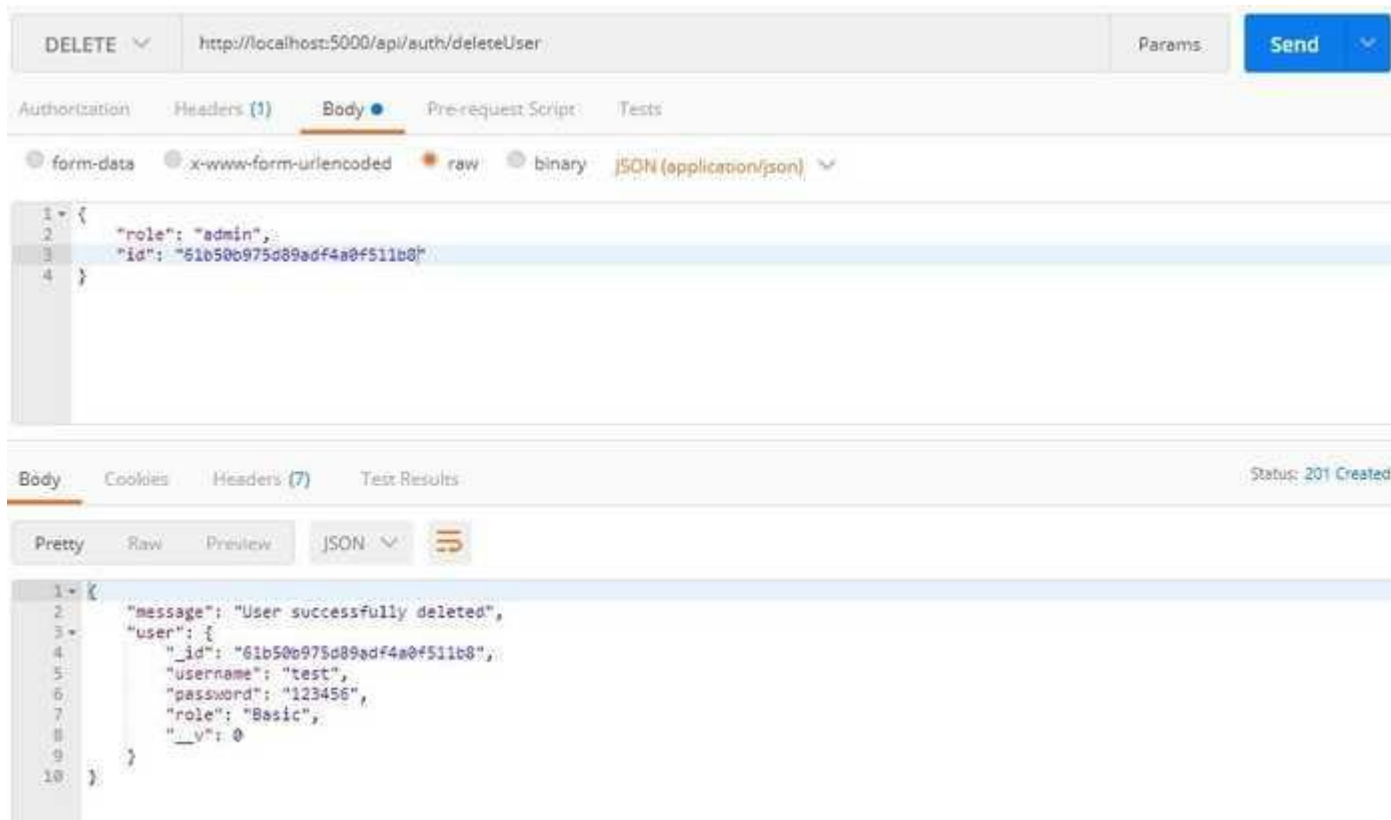 DELETE http://localhost:5000/api/auth/deleteUser Params Send
Authorization Headers (1) Body Pre-request Script Tests
form-data x-www-form-urlencoded raw binary JSON (application/json)
1 {
2 "role": "admin",
3 "id": "61b50b975d89adf4a0f511b8"
4 }
Body Cookies Headers (7) Test Results Status: 201 Created
Pretty Raw Preview JSON
1 {
2 "message": "User successfully deleted",
3 "user": {
4 "_id": "61b50b975d89adf4a0f511b8",
5 "username": "test",
6 "password": "123456",
7 "role": "Basic",
8 "__v": 0
9 }
10 }